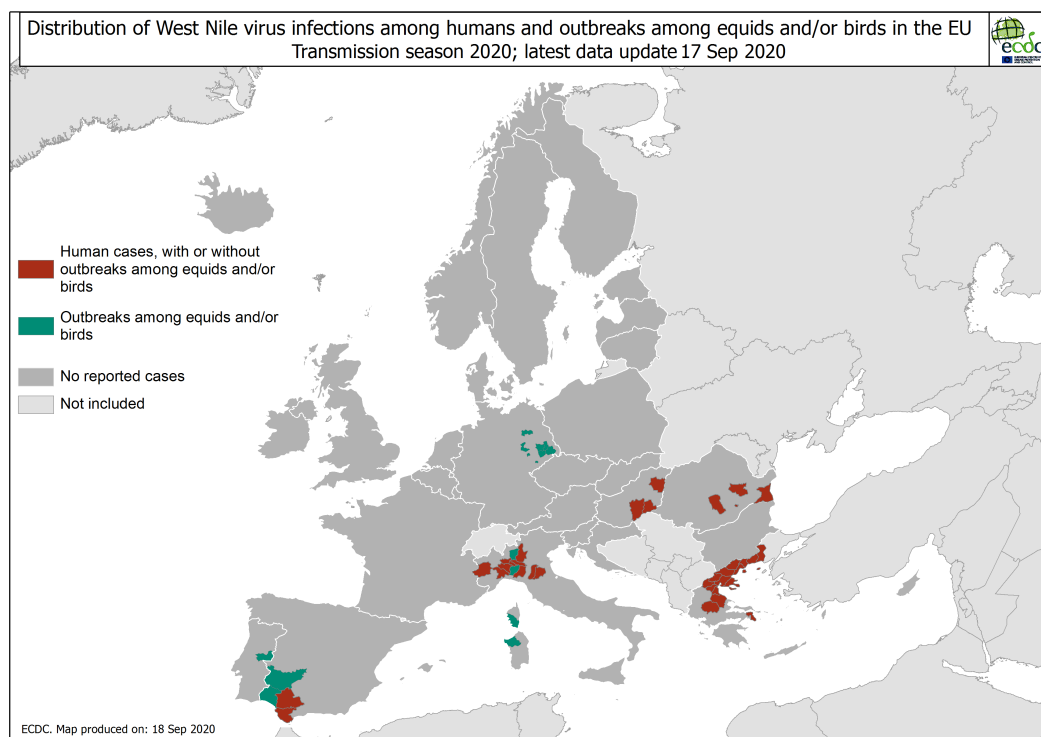 Distribution of West Nile virus infections among humans and outbreaks among equids and/or birds in the EU
Transmission season 2020; latest data update 17 Sep 2020
ecdc
Human cases, with or without
outbreaks among equids and/or
birds
Outbreaks among equids and/or
birds
No reported cases
Not included
ECDC. Map produced on: 18 Sep 2020